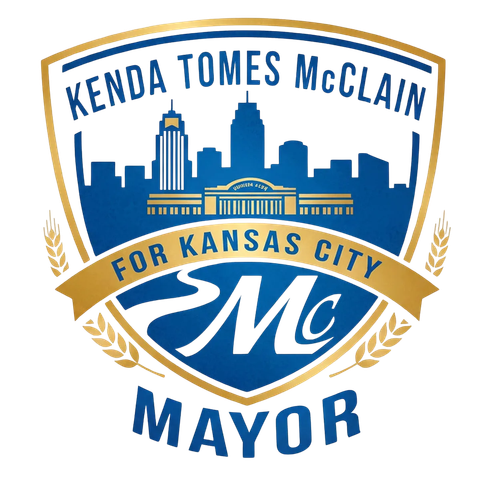 KENDA TOMES McCLAIN
FOR KANSAS CITY
Mc
MAYOR